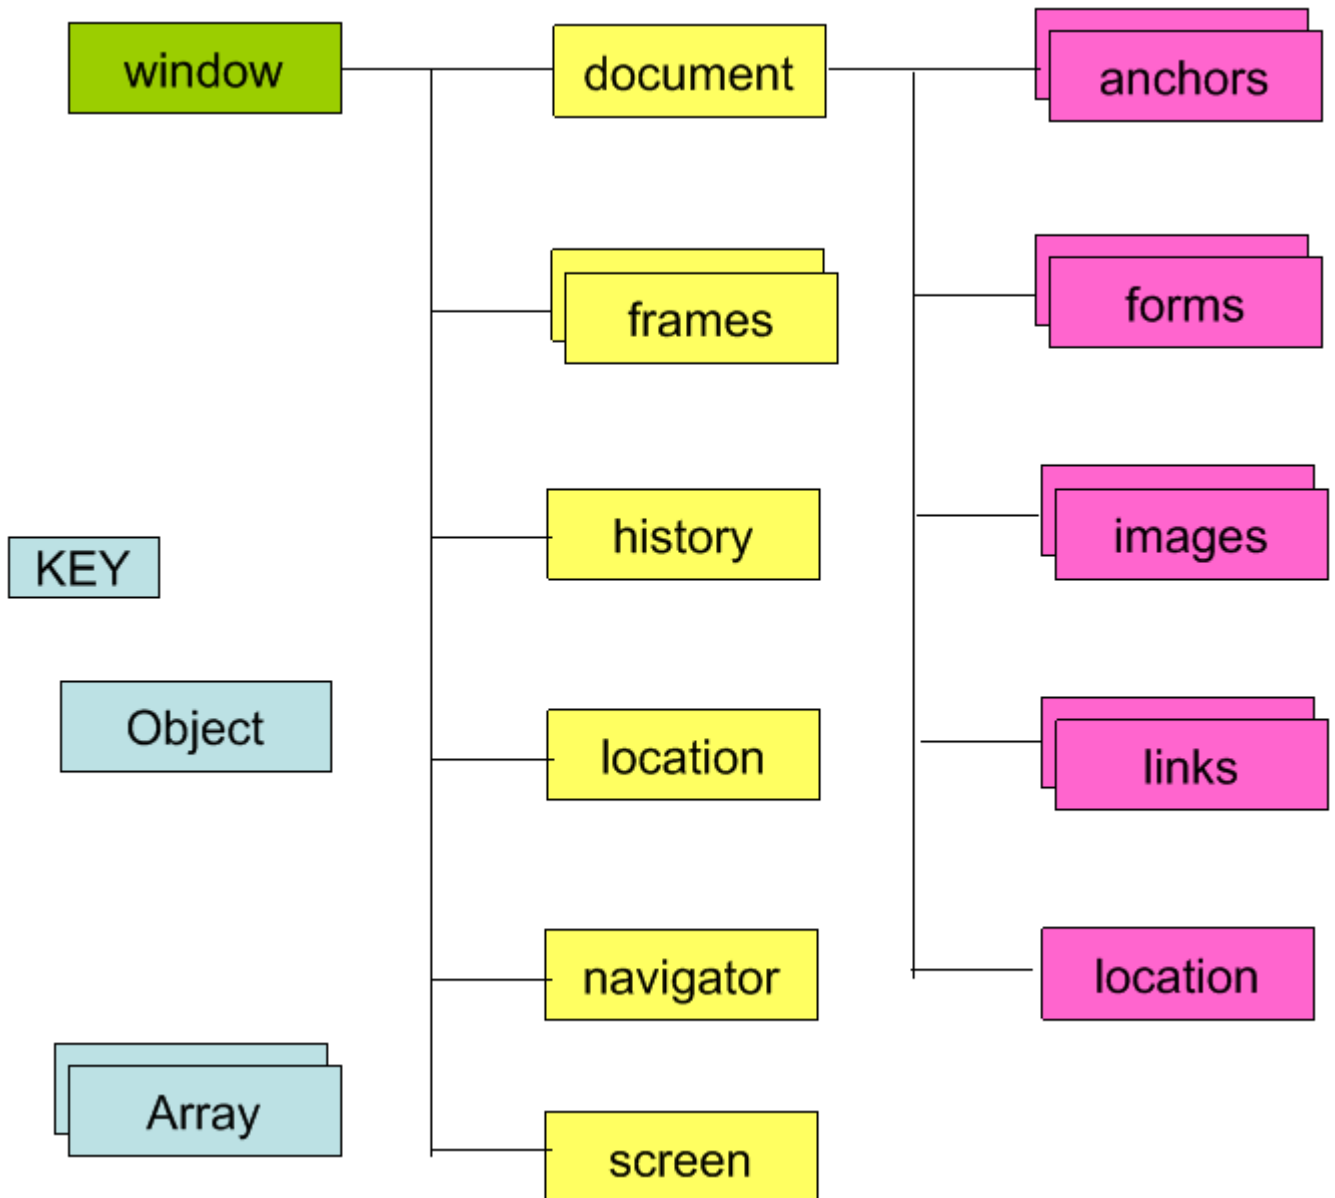 window
document
anchors
frames
forms
history
images
KEY
Object
location
links
navigator
location
Array
screen